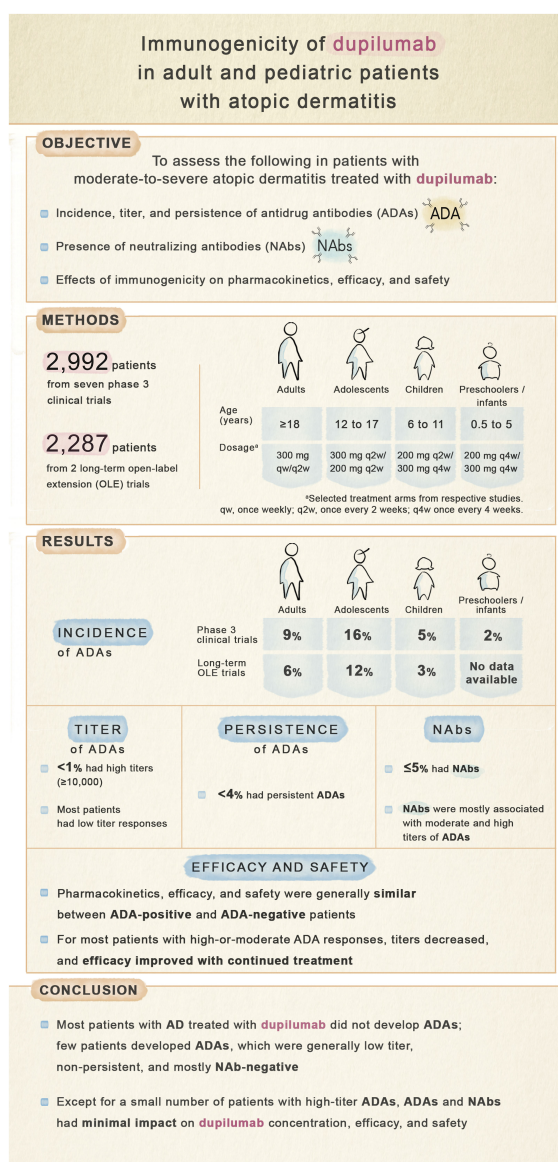 Immunogenicity of dupilumab
in adult and pediatric patients
with atopic dermatitis
OBJECTIVE
To assess the following in patients with
moderate-to-severe atopic dermatitis treated with dupilumab:
Incidence, titer, and persistence of antidrug antibodies (ADAs) ADA
Presence of neutralizing antibodies (NAbs) NAbs
Effects of immunogenicity on pharmacokinetics, efficacy, and safety
METHODS
2,992 patients
from seven phase 3
clinical trials
2,287 patients
from 2 long-term open-label
extension (OLE) trials
Adults Adolescents Children Preschoolers /
infants
Age
(years)
≥18 12 to 17 6 to 11 0.5 to 5
Dosageᵃ
300 mg 300 mg q2w/ 200 mg q2w/ 200 mg q4w/
qw/q2w 200 mg q2w 300 mg q4w 300 mg q4w
ᵃSelected treatment arms from respective studies.
qw, once weekly; q2w, once every 2 weeks; q4w once every 4 weeks.
RESULTS
Adults Adolescents Children Preschoolers /
infants
INCIDENCE
of ADAs
Phase 3
clinical trials
9% 16% 5% 2%
Long-term
OLE trials
6% 12% 3% No data
available
TITER
of ADAs
<1% had high titers
(≥10,000)
Most patients
had low titer responses
PERSISTENCE
of ADAs
<4% had persistent ADAs
NAbs
≤5% had NAbs
NAbs were mostly associated
with moderate and high
titers of ADAs
EFFICACY AND SAFETY
Pharmacokinetics, efficacy, and safety were generally similar
between ADA-positive and ADA-negative patients
For most patients with high-or-moderate ADA responses, titers decreased,
and efficacy improved with continued treatment
CONCLUSION
Most patients with AD treated with dupilumab did not develop ADAs;
few patients developed ADAs, which were generally low titer,
non-persistent, and mostly NAb-negative
Except for a small number of patients with high-titer ADAs, ADAs and NAbs
had minimal impact on dupilumab concentration, efficacy, and safety